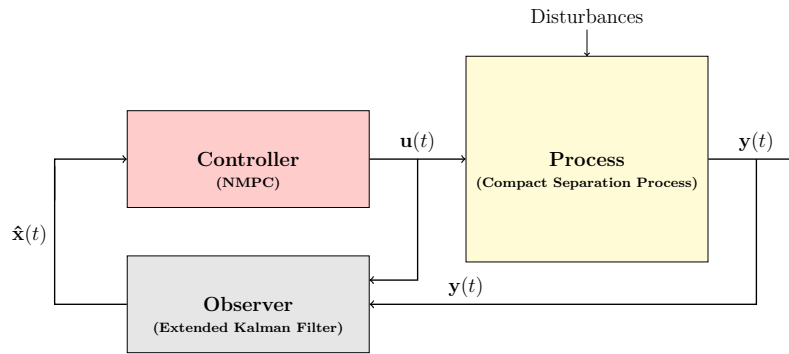 Disturbances
Controller
(NMPC)
u(t)
Process
(Compact Separation Process)
y(t)
x̂(t)
Observer
(Extended Kalman Filter)
y(t)